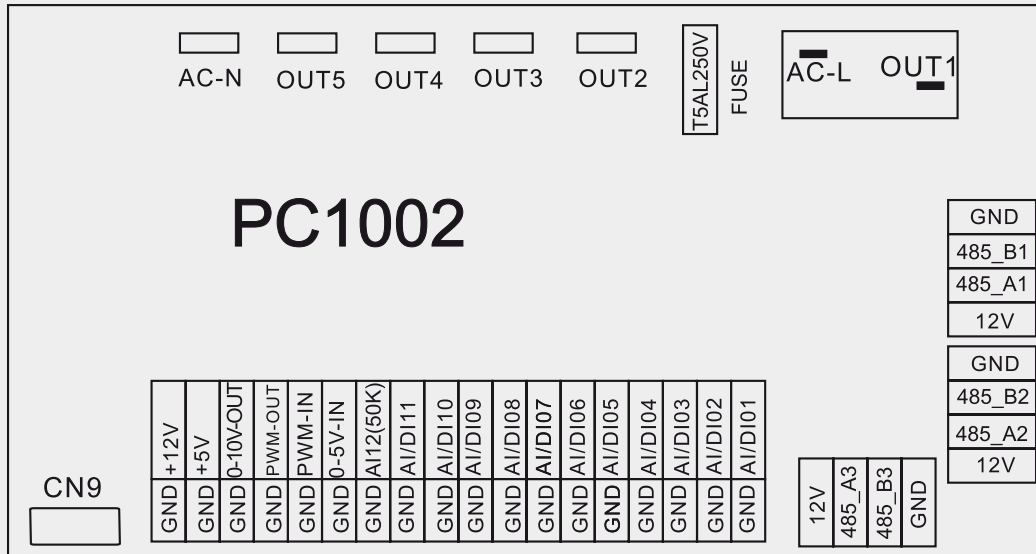 AC-N OUT5 OUT4 OUT3 OUT2 T5AL250V FUSE AC-L OUT1
PC1002
GND
485_B1
485_A1
12V
GND
485_B2
485_A2
12V
CN9
+12V +5V 0-10V-OUT PWM-OUT PWM-IN 0-5V-IN AI12(50K) AI/DI11 AI/DI10 AI/DI09 AI/DI08 AI/DI07 AI/DI06 AI/DI05 AI/DI04 AI/DI03 AI/DI02 AI/DI01
GND GND GND GND GND GND GND GND GND GND GND GND GND GND GND GND GND GND
12V 485_A3 485_B3 GND